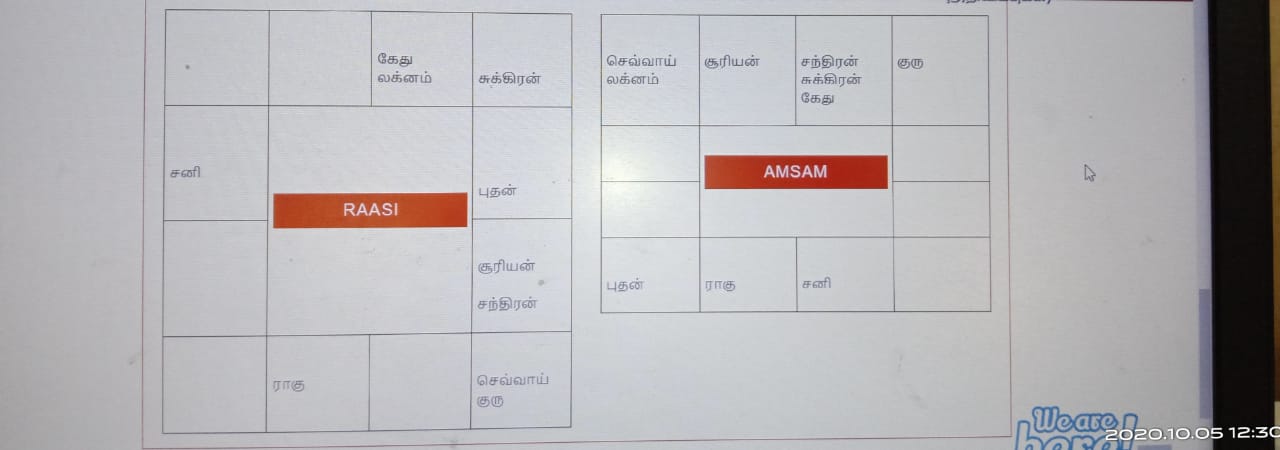 கேது
லக்னம்
சுக்கிரன்
சனி
புதன்
RAASI
சூரியன்
சந்திரன்
ராகு
செவ்வாய்
குரு
செவ்வாய்
லக்னம்
சூரியன்
சந்திரன்
சுக்கிரன்
கேது
குரு
AMSAM
புதன்
ராகு
சனி
We are
here!
2020.10.05 12:30